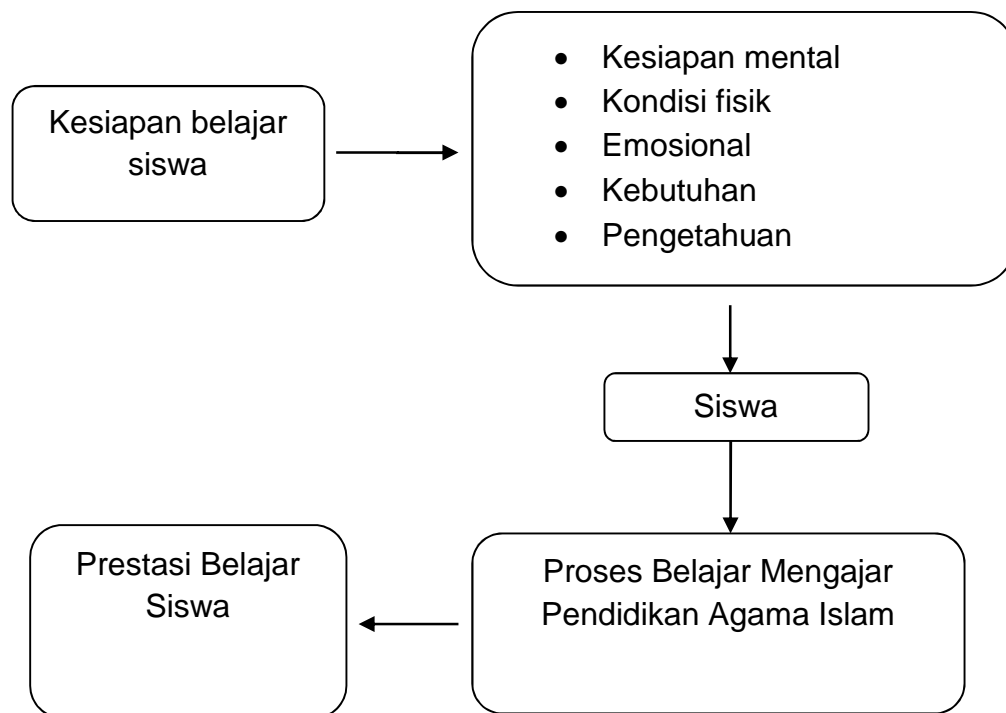 Kesiapan belajar
siswa
• Kesiapan mental
• Kondisi fisik
• Emosional
• Kebutuhan
• Pengetahuan
Siswa
Proses Belajar Mengajar
Pendidikan Agama Islam
Prestasi Belajar
Siswa